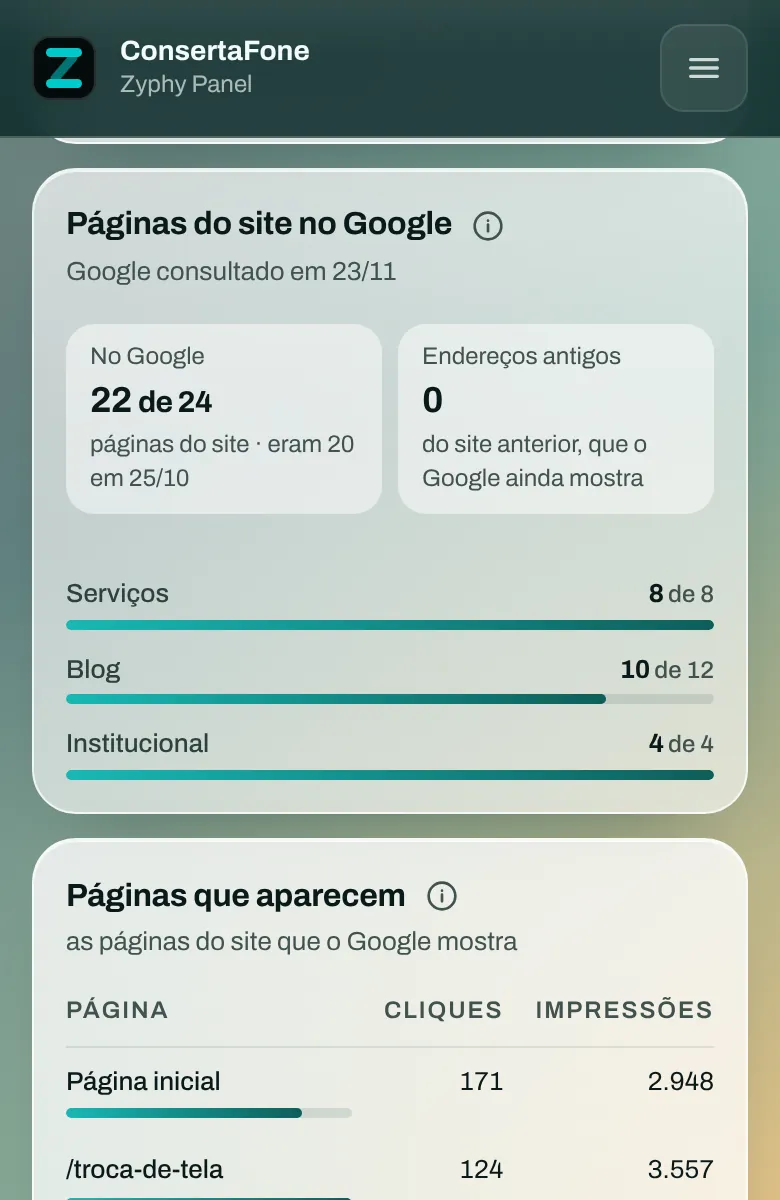 ConsertaFone
Zyphy Panel
Páginas do site no Google
Google consultado em 23/11
No Google
22 de 24
páginas do site · eram 20
em 25/10
Endereços antigos
0
do site anterior, que o
Google ainda mostra
Serviços 8 de 8
Blog 10 de 12
Institucional 4 de 4
Páginas que aparecem
as páginas do site que o Google mostra
PÁGINA CLIQUES IMPRESSÕES
Página inicial 171 2.948
/troca-de-tela 124 3.557